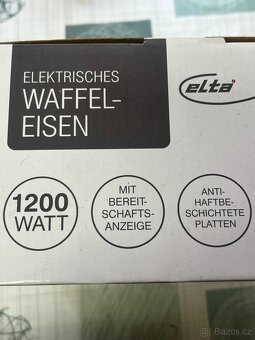 ELEKTRISCHES
WAFFEL-
EISEN
elta
1200
WATT
MIT
BEREIT-
SCHAFTS-
ANZEIGE
ANTI-
HAFTBE-
SCHICHTETE
PLATTEN
Bazos.cz